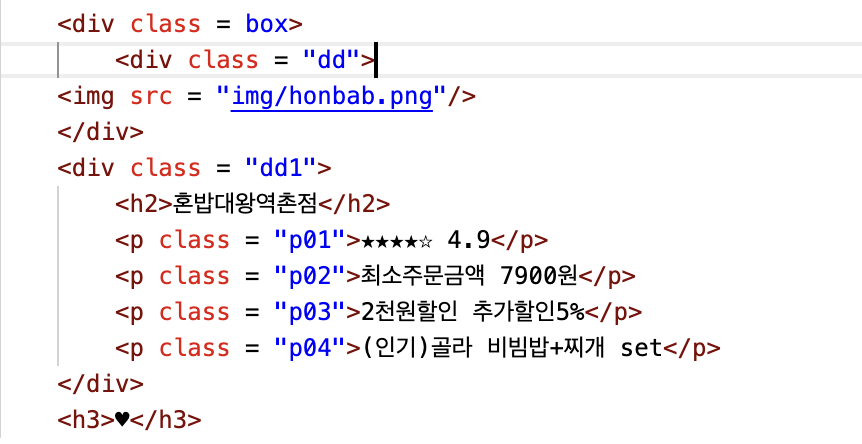 <div class = box>
<div class = "dd">
<img src = "img/honbab.png"/>
</div>
<div class = "dd1">
<h2>혼밥대왕역촌점</h2>
<p class = "p01">★★★★☆ 4.9</p>
<p class = "p02">최소주문금액 7900원</p>
<p class = "p03">2천원할인 추가할인5%</p>
<p class = "p04">(인기)골라 비빔밥+찌개 set</p>
</div>
<h3>♥</h3>